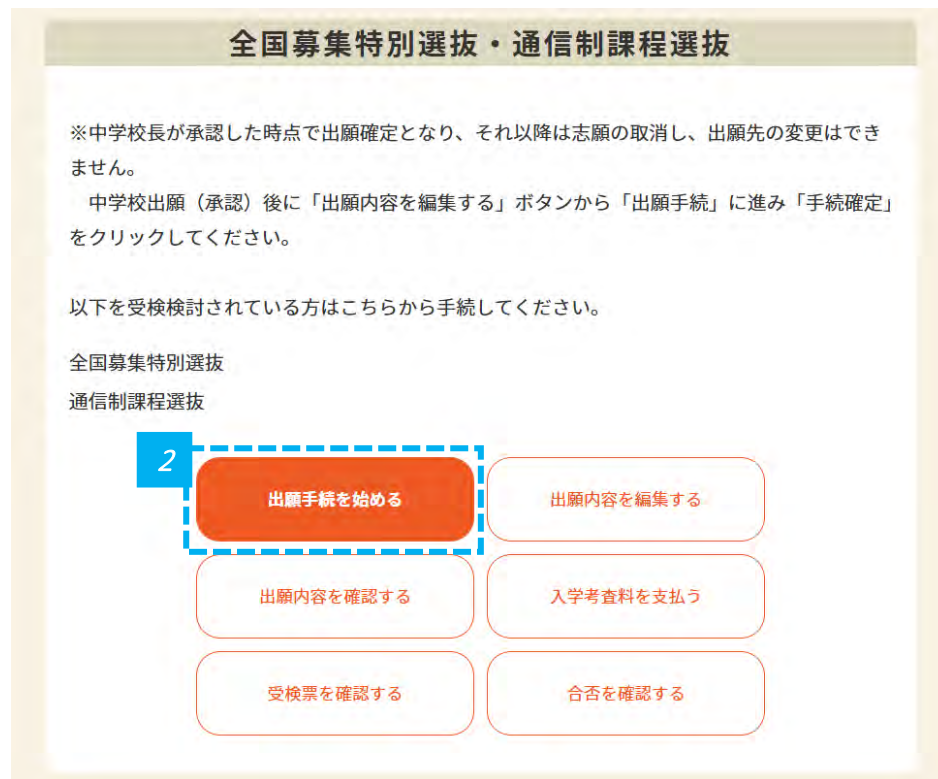 全国募集特別選抜・通信制課程選抜
※中学校長が承認した時点で出願確定となり、それ以降は志願の取消し、出願先の変更はでき
ません。
　中学校出願（承認）後に「出願内容を編集する」ボタンから「出願手続」に進み「手続確定」
をクリックしてください。
以下を受検検討されている方はこちらから手続してください。
全国募集特別選抜
通信制課程選抜
2
出願手続を始める
出願内容を編集する
出願内容を確認する
入学考査料を支払う
受検票を確認する
合否を確認する